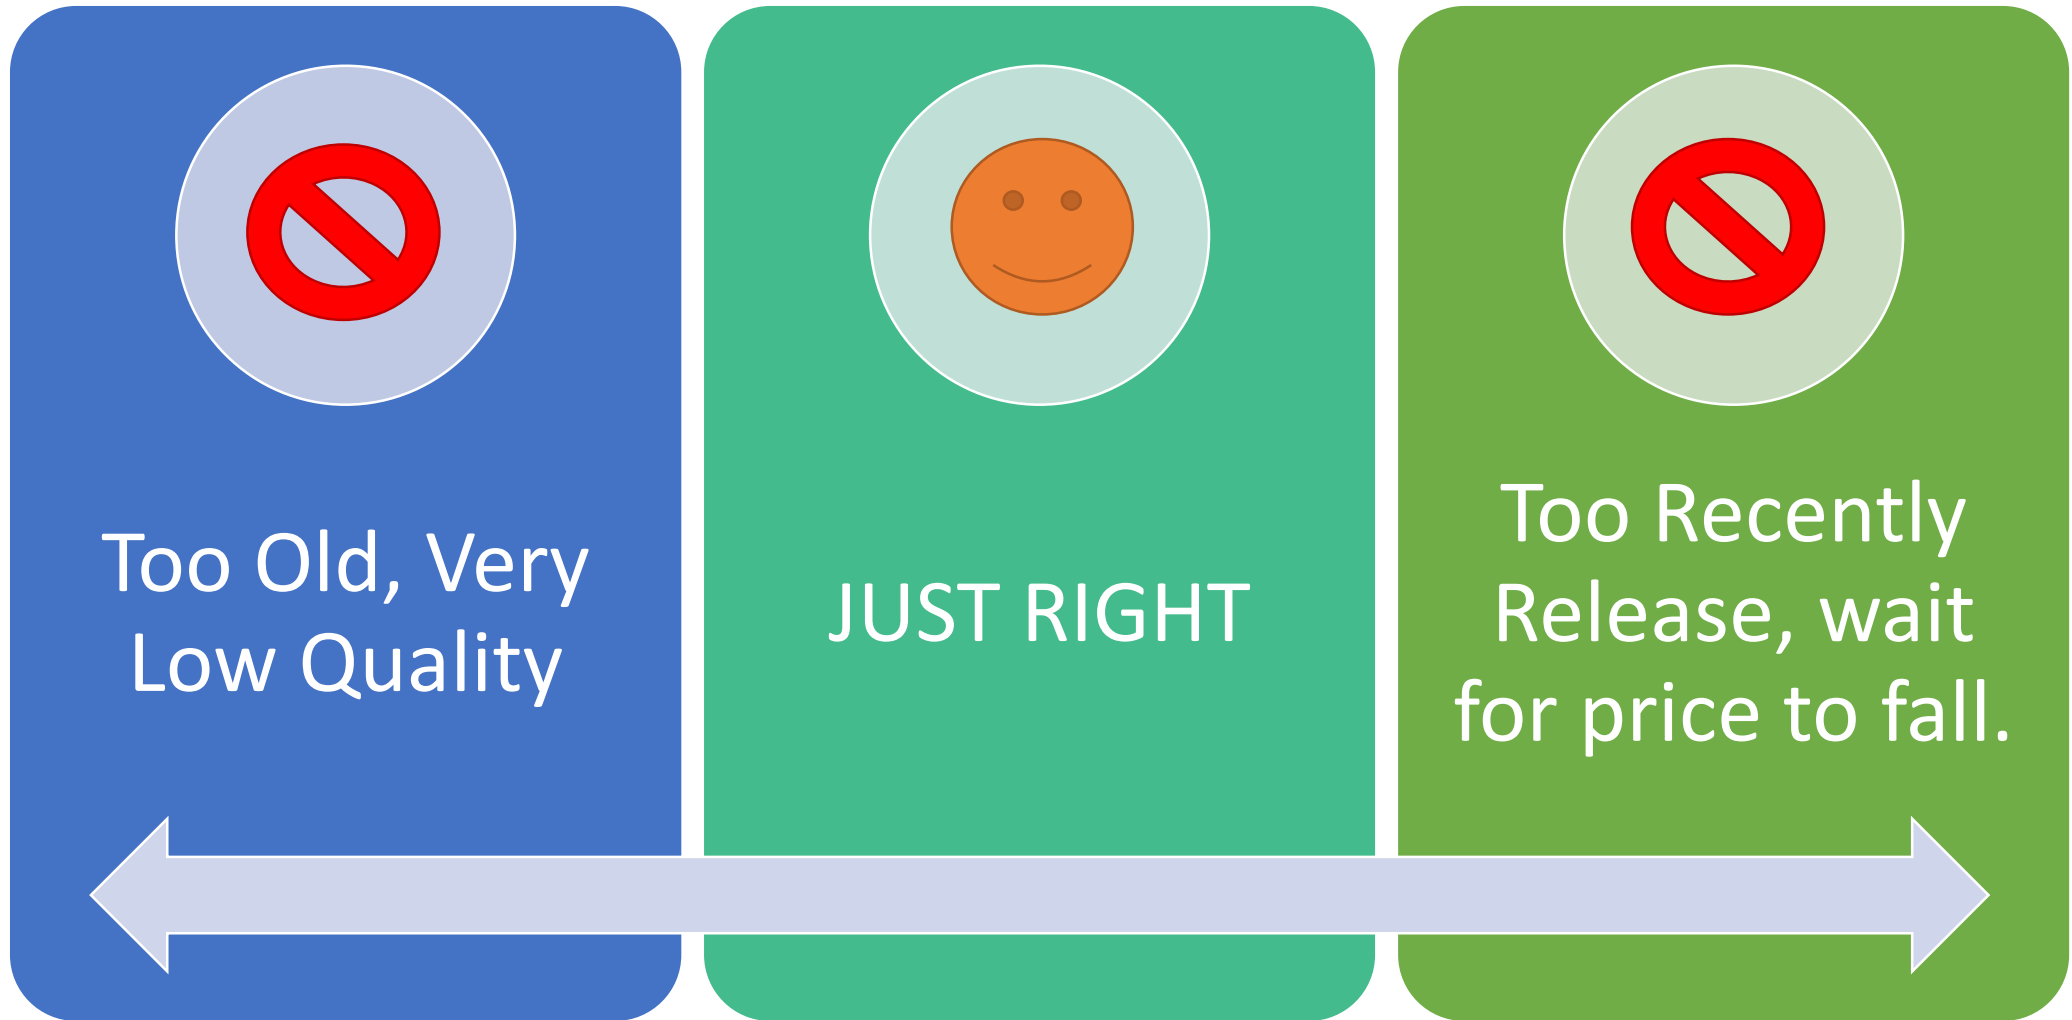 Too Old, Very
Low Quality
JUST RIGHT
Too Recently
Release, wait
for price to fall.